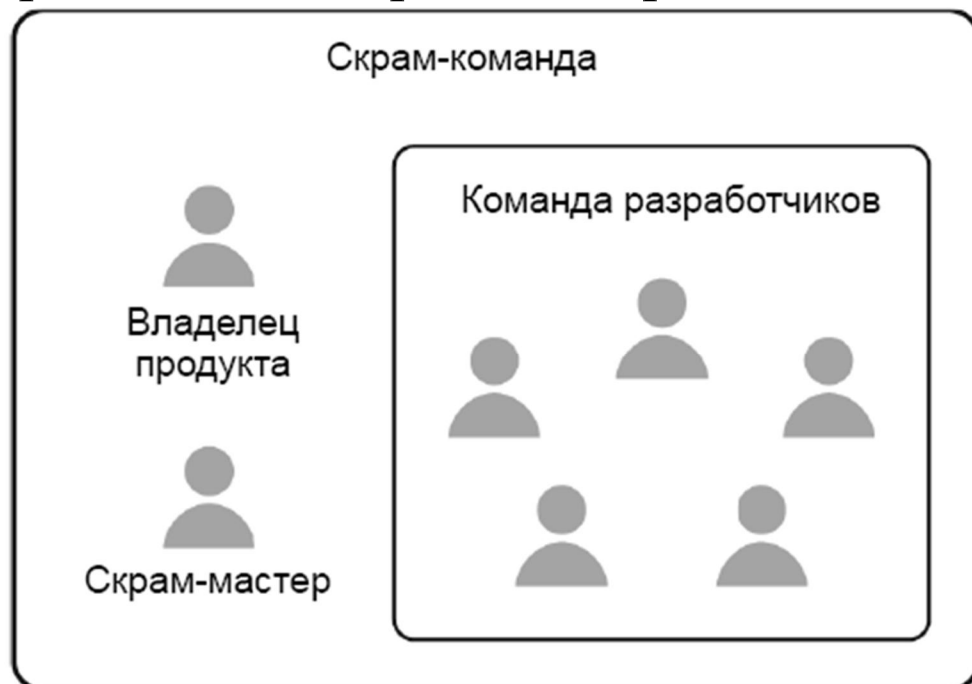 Скрам-команда
Команда разработчиков
Владелец
продукта
Скрам-мастер